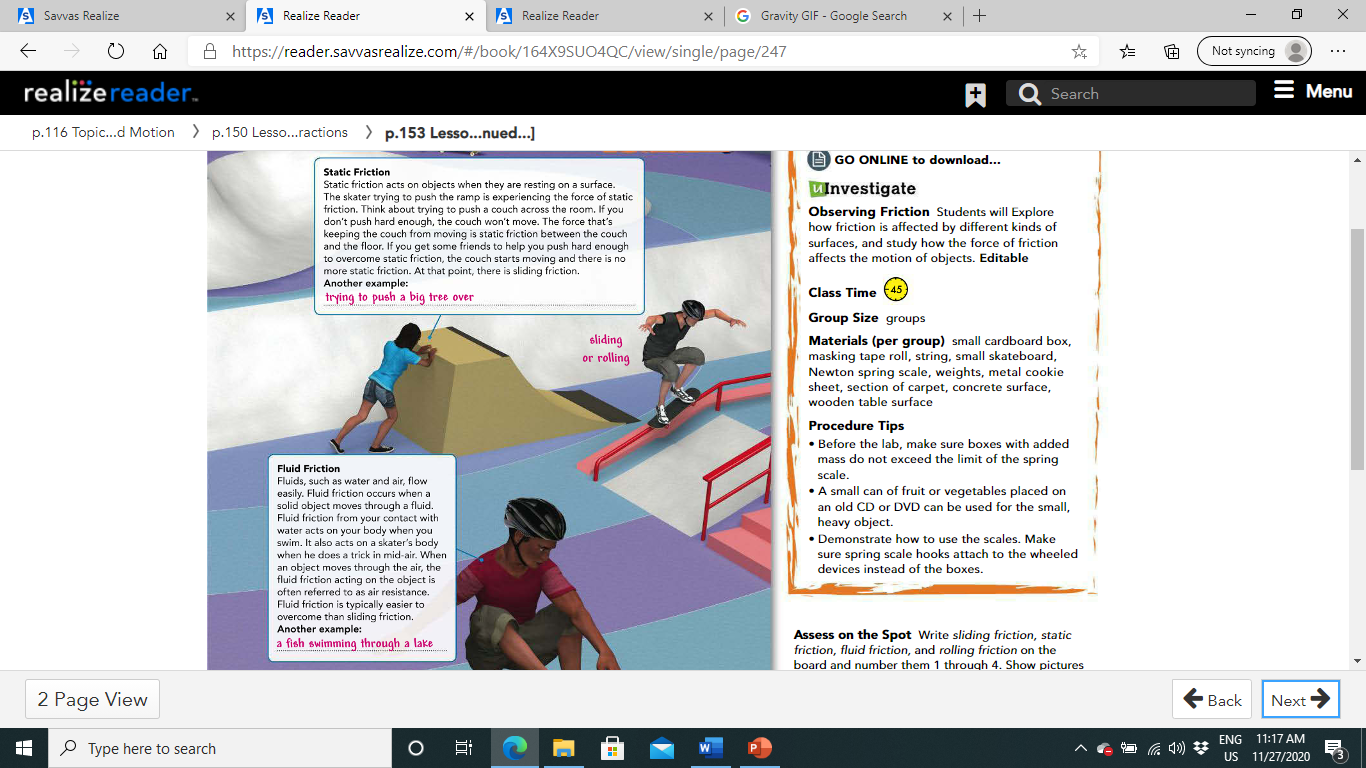 Savvas Realize
Realize Reader
Realize Reader
Gravity GIF - Google Search
https://reader.savvasrealize.com/#/book/164X9SUO4QC/view/single/page/247
Not syncing
realizereader™
Search
Menu
p.116 Topic...d Motion
p.150 Lesso...ractions
p.153 Lesso...nued...]
Static Friction
Static friction acts on objects when they are resting on a surface.
The skater trying to push the ramp is experiencing the force of static
friction. Think about trying to push a couch across the room. If you
don't push hard enough, the couch won't move. The force that's
keeping the couch from moving is static friction between the couch
and the floor. If you get some friends to help you push hard enough
to overcome static friction, the couch starts moving and there is no
more static friction. At that point, there is sliding friction.
Another example:
trying to push a big tree over
sliding
or rolling
Fluid Friction
Fluids, such as water and air, flow
easily. Fluid friction occurs when a
solid object moves through a fluid.
Fluid friction from your contact with
water acts on your body when you
swim. It also acts on a skater's body
when he does a trick in mid-air. When
an object moves through the air, the
fluid friction acting on the object is
often referred to as air resistance.
Fluid friction is typically easier to
overcome than sliding friction.
Another example:
a fish swimming through a lake
GO ONLINE to download...
uInvestigate
Observing Friction Students will Explore
how friction is affected by different kinds of
surfaces, and study how the force of friction
affects the motion of objects. Editable
Class Time 45
Group Size groups
Materials (per group) small cardboard box,
masking tape roll, string, small skateboard,
Newton spring scale, weights, metal cookie
sheet, section of carpet, concrete surface,
wooden table surface
Procedure Tips
• Before the lab, make sure boxes with added
mass do not exceed the limit of the spring
scale.
• A small can of fruit or vegetables placed on
an old CD or DVD can be used for the small,
heavy object.
• Demonstrate how to use the scales. Make
sure spring scale hooks attach to the wheeled
devices instead of the boxes.
Assess on the Spot Write sliding friction, static
friction, fluid friction, and rolling friction on the
board and number them 1 through 4. Show pictures
2 Page View
Back
Next
Type here to search
ENG
US
11:17 AM
11/27/2020
3